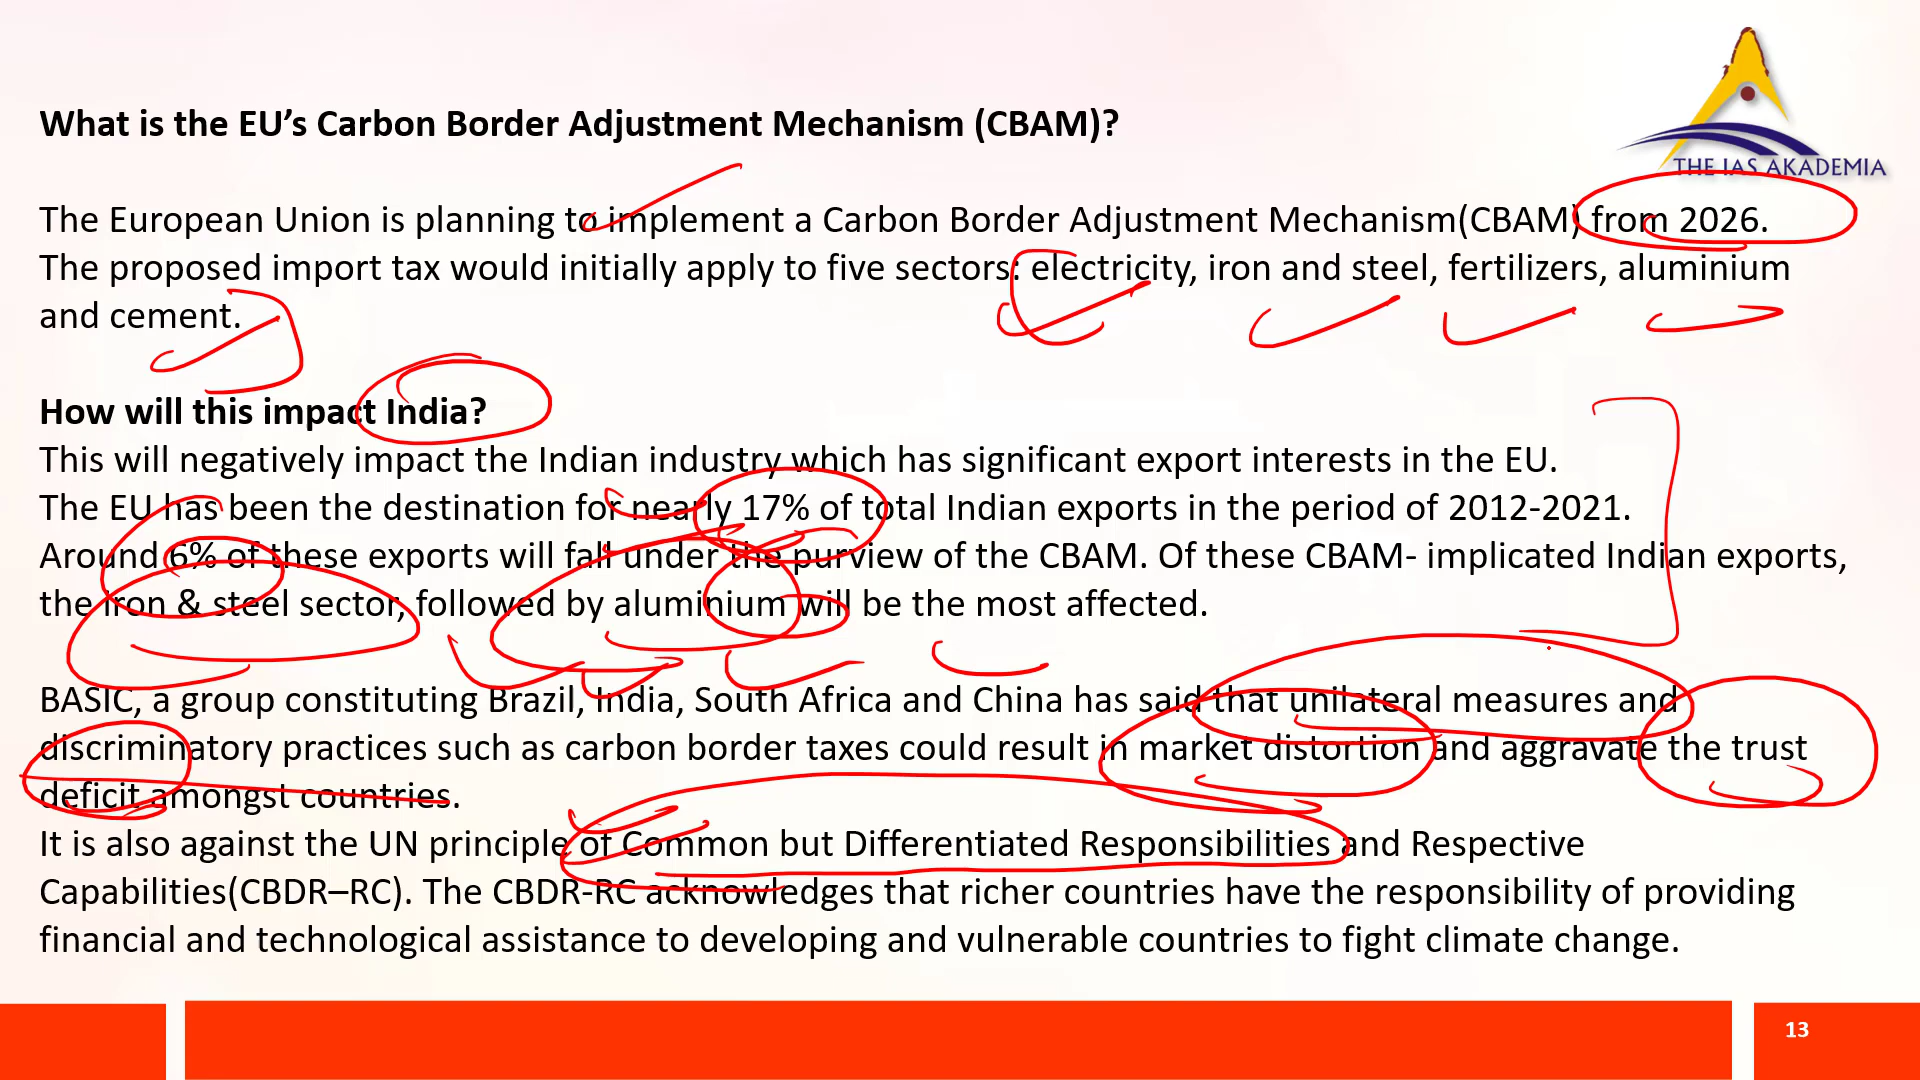 THE IAS AKADEMIA
What is the EU’s Carbon Border Adjustment Mechanism (CBAM)?
The European Union is planning to implement a Carbon Border Adjustment Mechanism(CBAM) from 2026.
The proposed import tax would initially apply to five sectors: electricity, iron and steel, fertilizers, aluminium
and cement.
How will this impact India?
This will negatively impact the Indian industry which has significant export interests in the EU.
The EU has been the destination for nearly 17% of total Indian exports in the period of 2012-2021.
Around 6% of these exports will fall under the purview of the CBAM. Of these CBAM- implicated Indian exports,
the iron & steel sector, followed by aluminium will be the most affected.
BASIC, a group constituting Brazil, India, South Africa and China has said that unilateral measures and
discriminatory practices such as carbon border taxes could result in market distortion and aggravate the trust
deficit amongst countries.
It is also against the UN principle of Common but Differentiated Responsibilities and Respective
Capabilities(CBDR–RC). The CBDR-RC acknowledges that richer countries have the responsibility of providing
financial and technological assistance to developing and vulnerable countries to fight climate change.
13